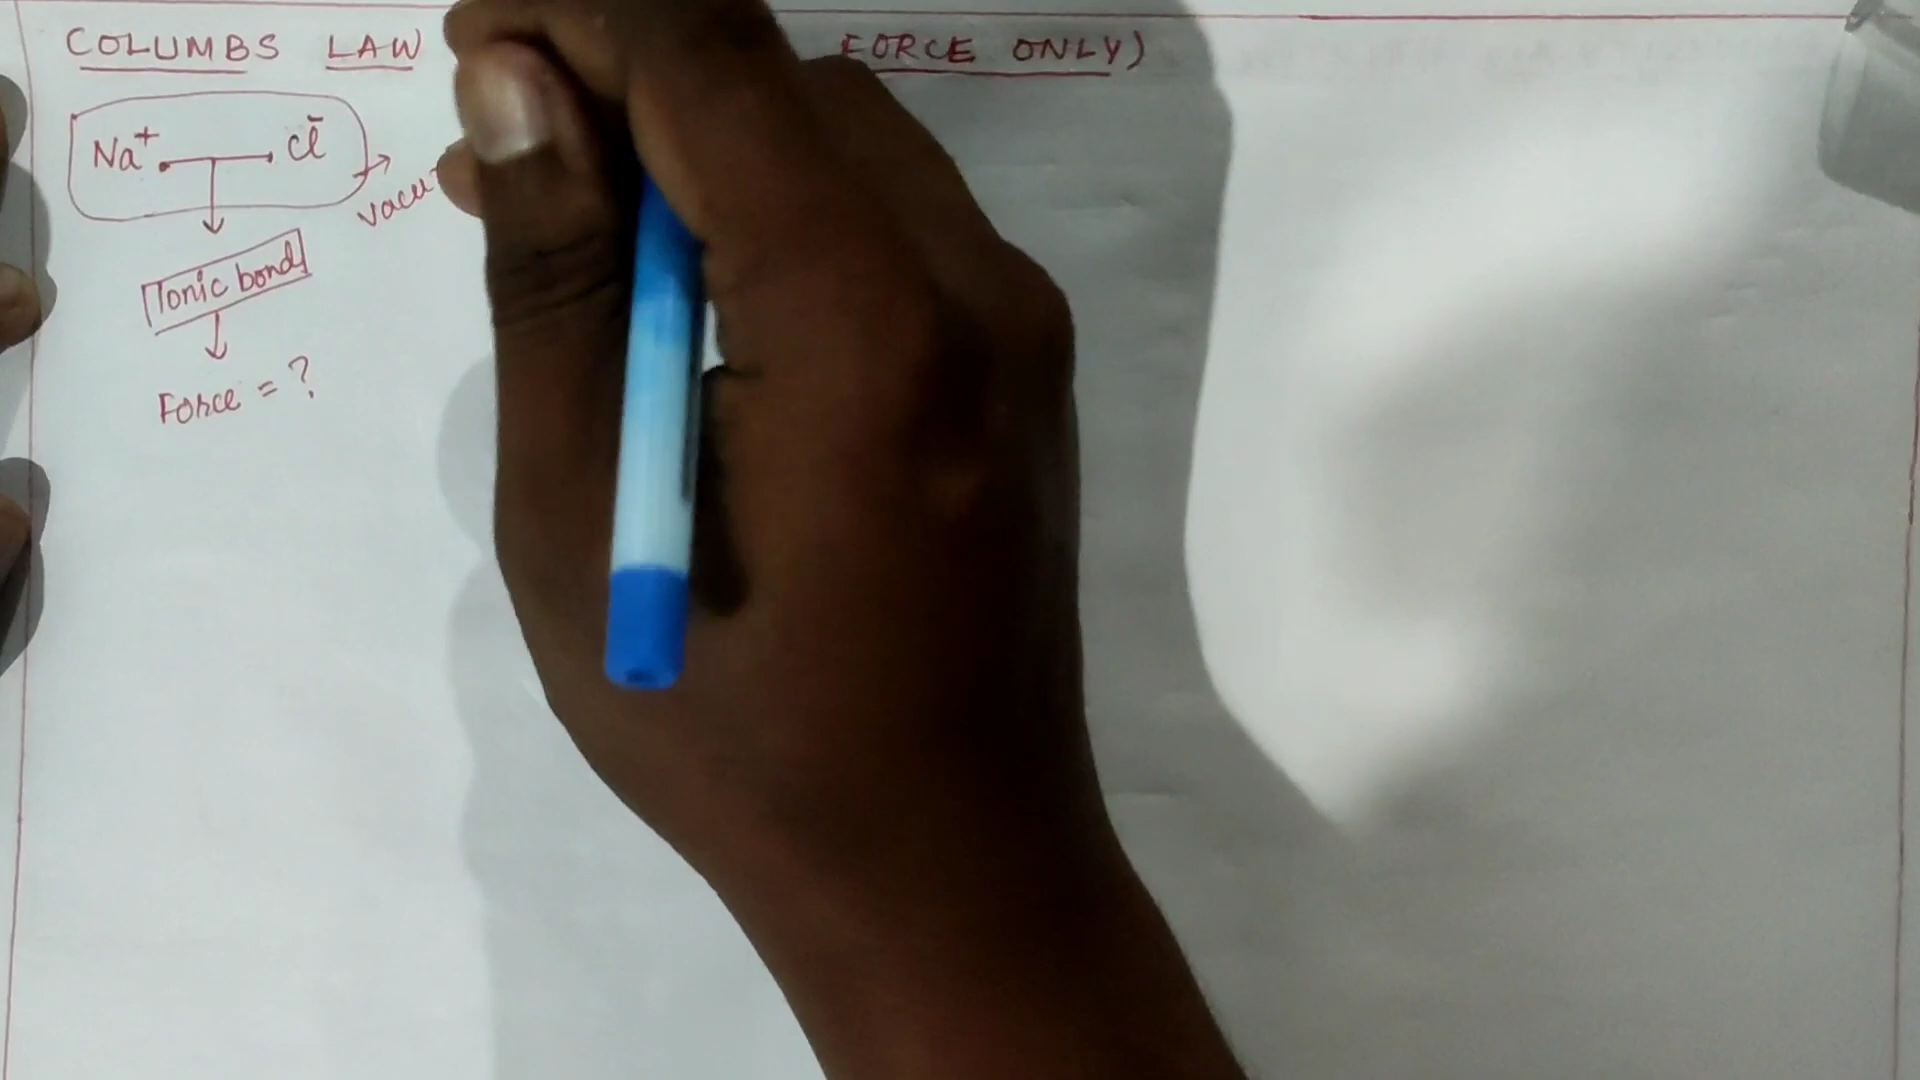 COLUMBS LAW FORCE ONLY)
Na⁺ Cl⁻
Ionic bond
Force = ?